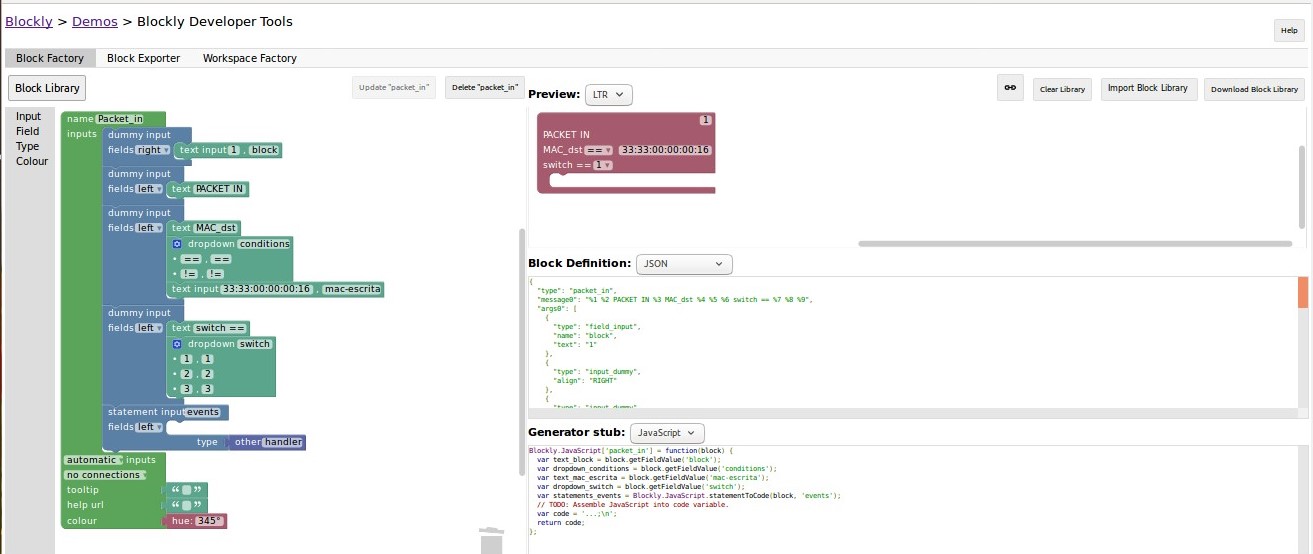 Blockly > Demos > Blockly Developer Tools
Help
Block Factory Block Exporter Workspace Factory
Block Library
Update "packet_in" Delete "packet_in"
Input
Field
Type
Colour
name Packet_in
inputs
dummy input
fields right text input 1 , block
dummy input
fields left text PACKET IN
dummy input
fields left text MAC_dst
dropdown conditions
• == , ==
• != , !=
text input 33:33:00:00:00:16 , mac-escrita
dummy input
fields left text switch ==
dropdown switch
• 1 , 1
• 2 , 2
• 3 , 3
statement input events
fields left
type other handler
automatic inputs
no connections
tooltip “ ”
help url “ ”
colour hue: 345°
Preview: LTR
Clear Library Import Block Library Download Block Library
1
PACKET IN
MAC_dst == 33:33:00:00:00:16
switch == 1
Block Definition: JSON
{
"type": "packet_in",
"message0": "%1 %2 PACKET IN %3 MAC_dst %4 %5 %6 switch == %7 %8 %9",
"args0": [
{
"type": "field_input",
"name": "block",
"text": "1"
},
{
"type": "input_dummy",
"align": "RIGHT"
},
{
"type": "input_dummy"
Generator stub: JavaScript
Blockly.JavaScript['packet_in'] = function(block) {
var text_block = block.getFieldValue('block');
var dropdown_conditions = block.getFieldValue('conditions');
var text_mac_escrita = block.getFieldValue('mac-escrita');
var dropdown_switch = block.getFieldValue('switch');
var statements_events = Blockly.JavaScript.statementToCode(block, 'events');
// TODO: Assemble JavaScript into code variable.
var code = '...;\n';
return code;
};